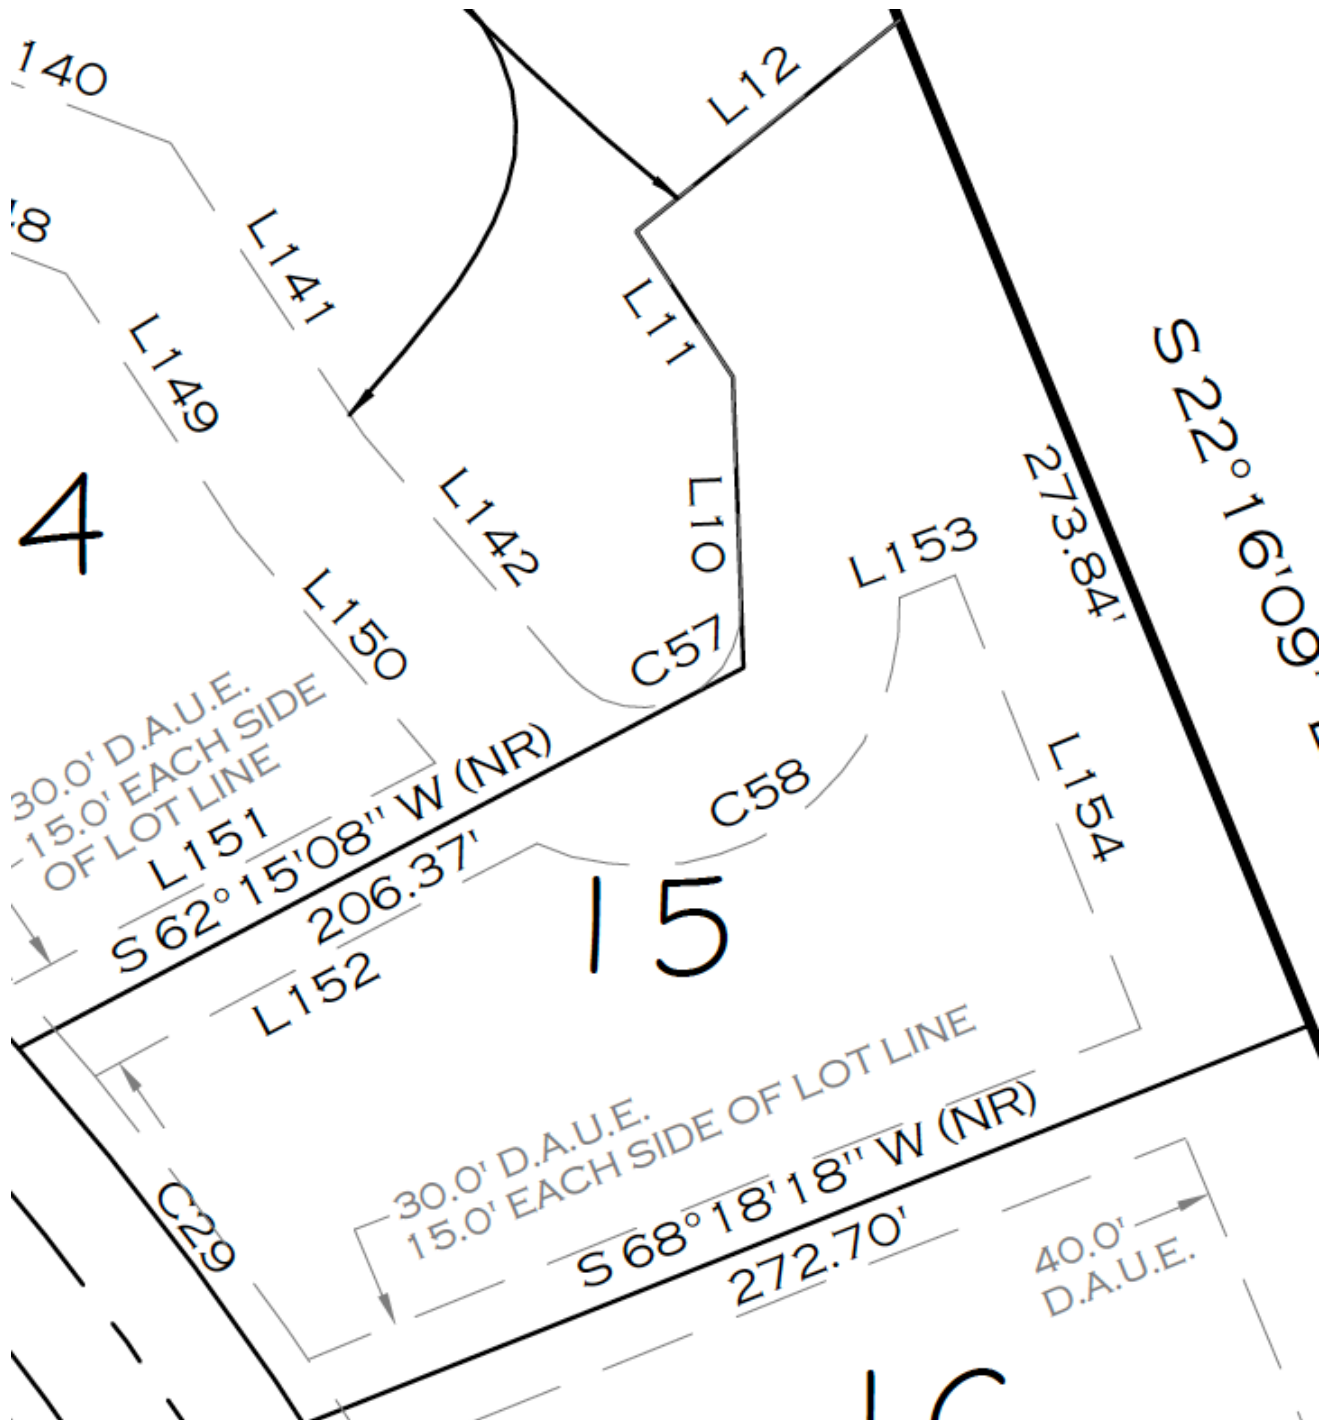 140
L12
L141
L11
L149
S 22°16'09"
273.84'
4
L142
L10
L153
L150
C57
30.0' D.A.U.E.
15.0' EACH SIDE
OF LOT LINE
L151
S 62°15'08" W (NR)
206.37'
C58
L154
15
L152
30.0' D.A.U.E.
15.0' EACH SIDE OF LOT LINE
C29
S 68°18'18" W (NR)
272.70'
40.0'
D.A.U.E.